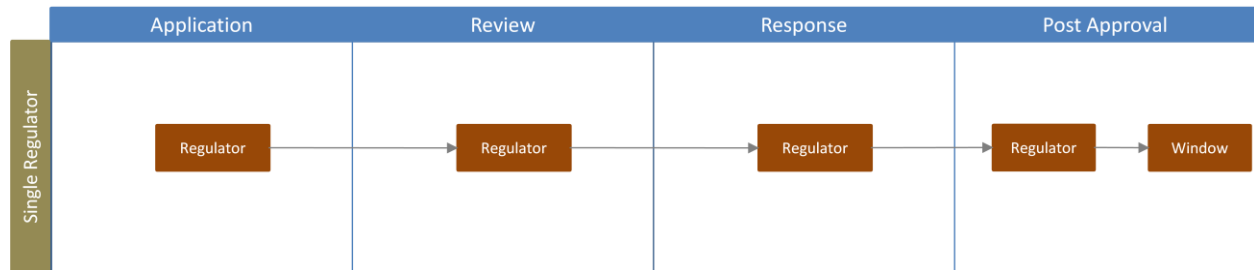 Application
Review
Response
Post Approval
Single Regulator
Regulator
Regulator
Regulator
Regulator
Window